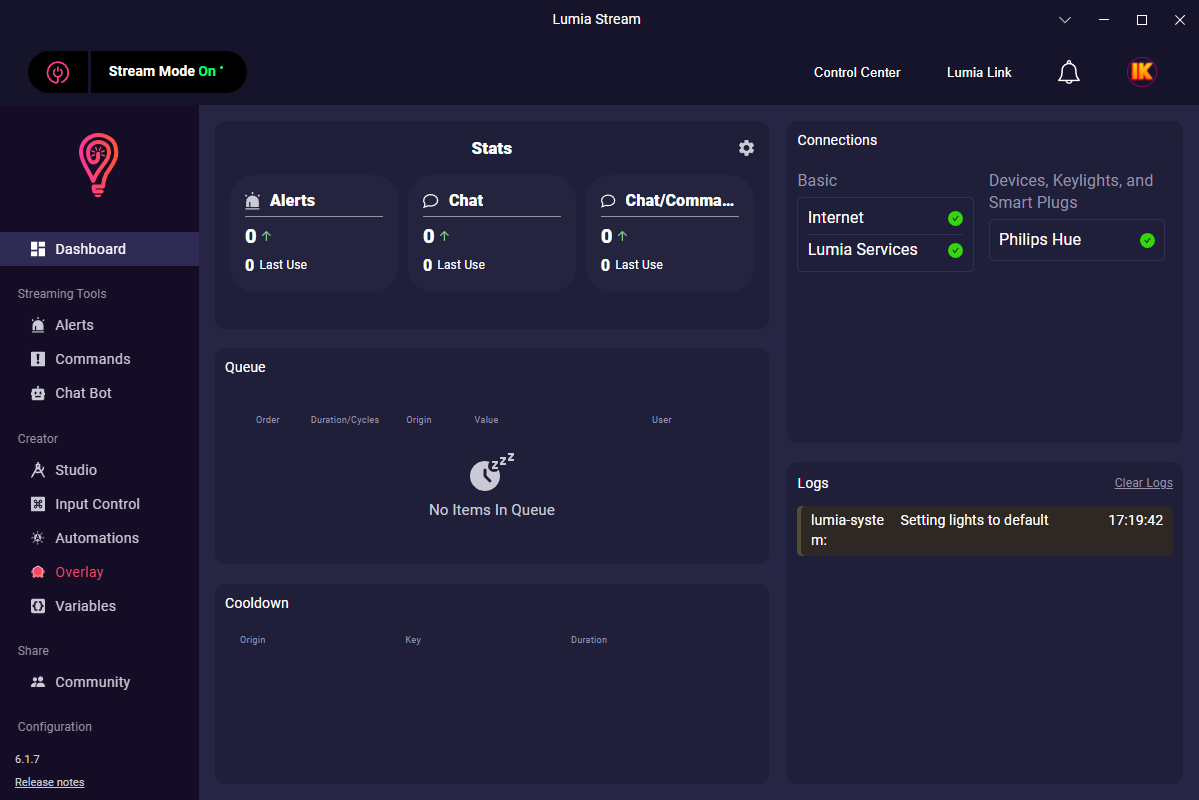 Lumia Stream
Stream Mode On
Control Center
Lumia Link
IK
Dashboard
Streaming Tools
Alerts
Commands
Chat Bot
Creator
Studio
Input Control
Automations
Overlay
Variables
Share
Community
Configuration
6.1.7
Release notes
Stats
Alerts
0
0 Last Use
Chat
0
0 Last Use
Chat/Comma...
0
0 Last Use
Queue
Order Duration/Cycles Origin Value User
zzz
No Items In Queue
Cooldown
Origin Key Duration
Connections
Basic
Internet
Lumia Services
Devices, Keylights, and
Smart Plugs
Philips Hue
Logs
Clear Logs
lumia-syste
m:
Setting lights to default
17:19:42